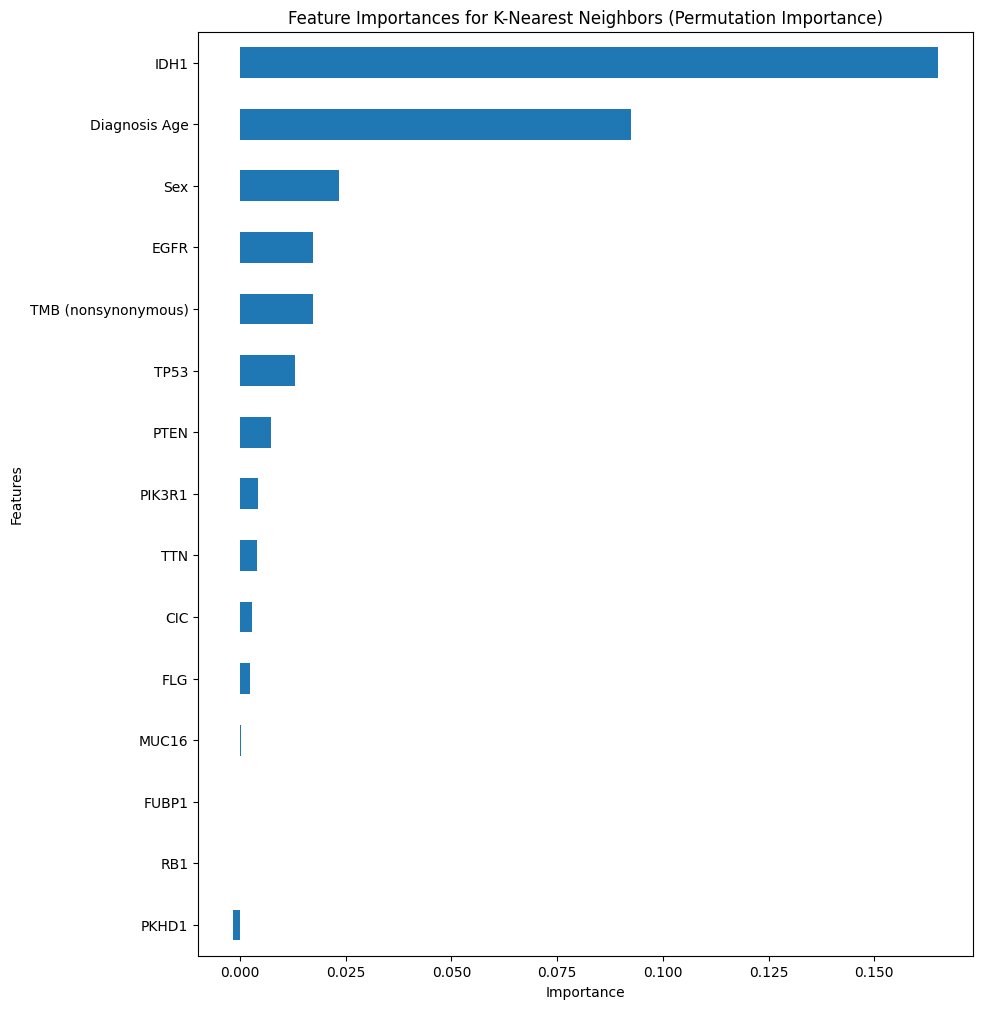 Feature Importances for K-Nearest Neighbors (Permutation Importance)
IDH1
Diagnosis Age
Sex
EGFR
TMB (nonsynonymous)
TP53
PTEN
PIK3R1
TTN
CIC
FLG
MUC16
FUBP1
RB1
PKHD1
Features
0.000 0.025 0.050 0.075 0.100 0.125 0.150
Importance